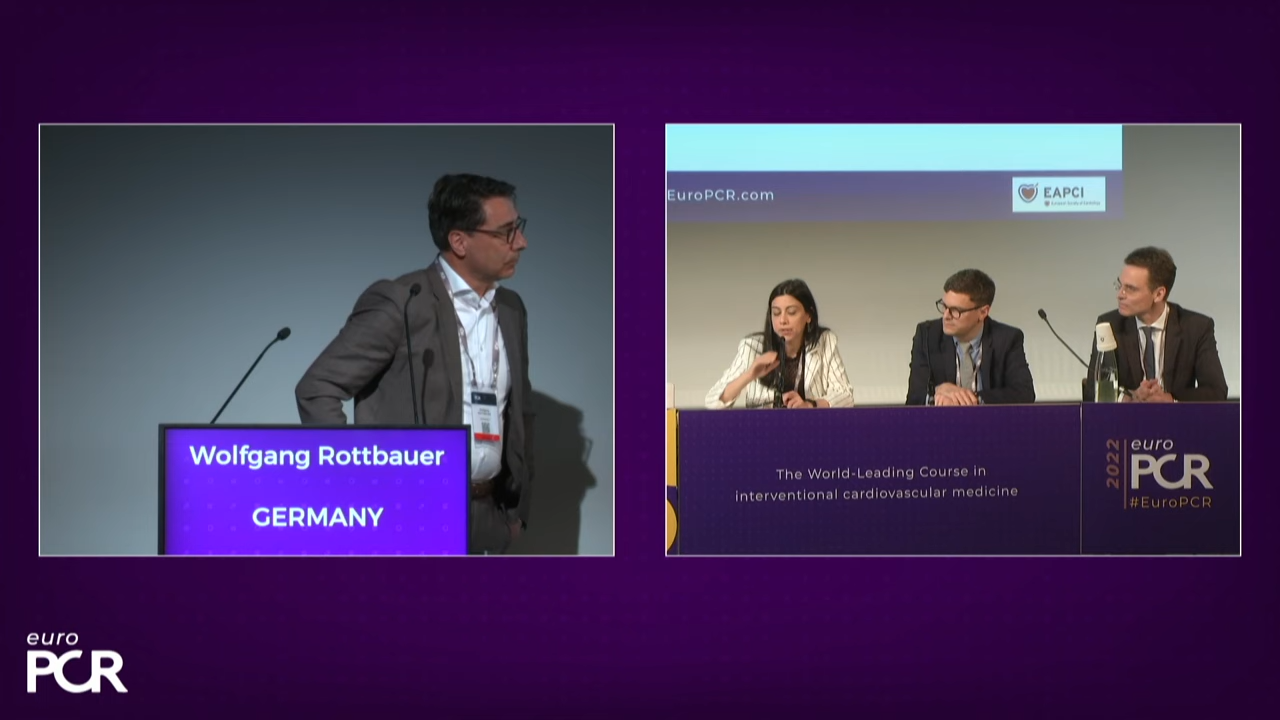 Wolfgang Rottbauer
GERMANY
EuroPCR.com
EAPCI
The World-Leading Course in
interventional cardiovascular medicine
2022
euro
PCR
#EuroPCR
euro
PCR